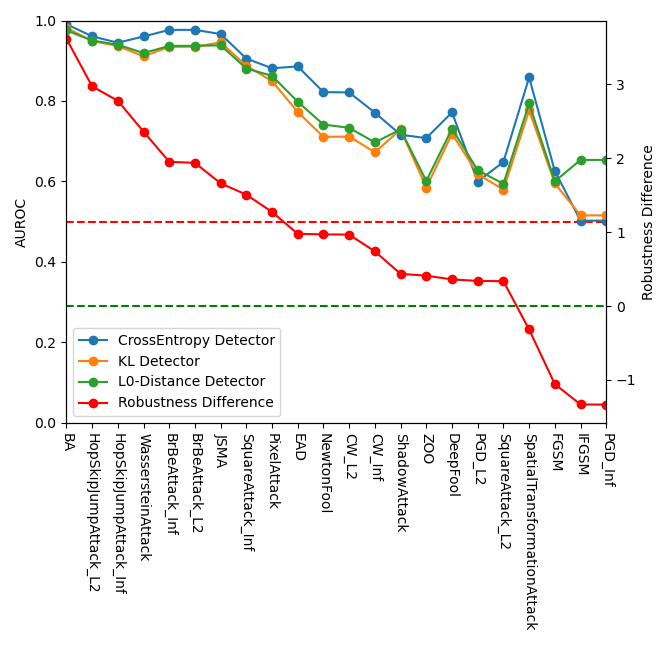 1.0
0.8
0.6
0.4
0.2
0.0
AUROC
3
2
1
0
−1
Robustness Difference
CrossEntropy Detector
KL Detector
L0-Distance Detector
Robustness Difference
BA
HopSkipJumpAttack_L2
HopSkipJumpAttack_Inf
WassersteinAttack
BrBeAttack_Inf
BrBeAttack_L2
JSMA
SquareAttack_Inf
PixelAttack
EAD
NewtonFool
CW_L2
CW_Inf
ShadowAttack
ZOO
DeepFool
PGD_L2
SquareAttack_L2
SpatialTransformationAttack
FGSM
IFGSM
PGD_Inf